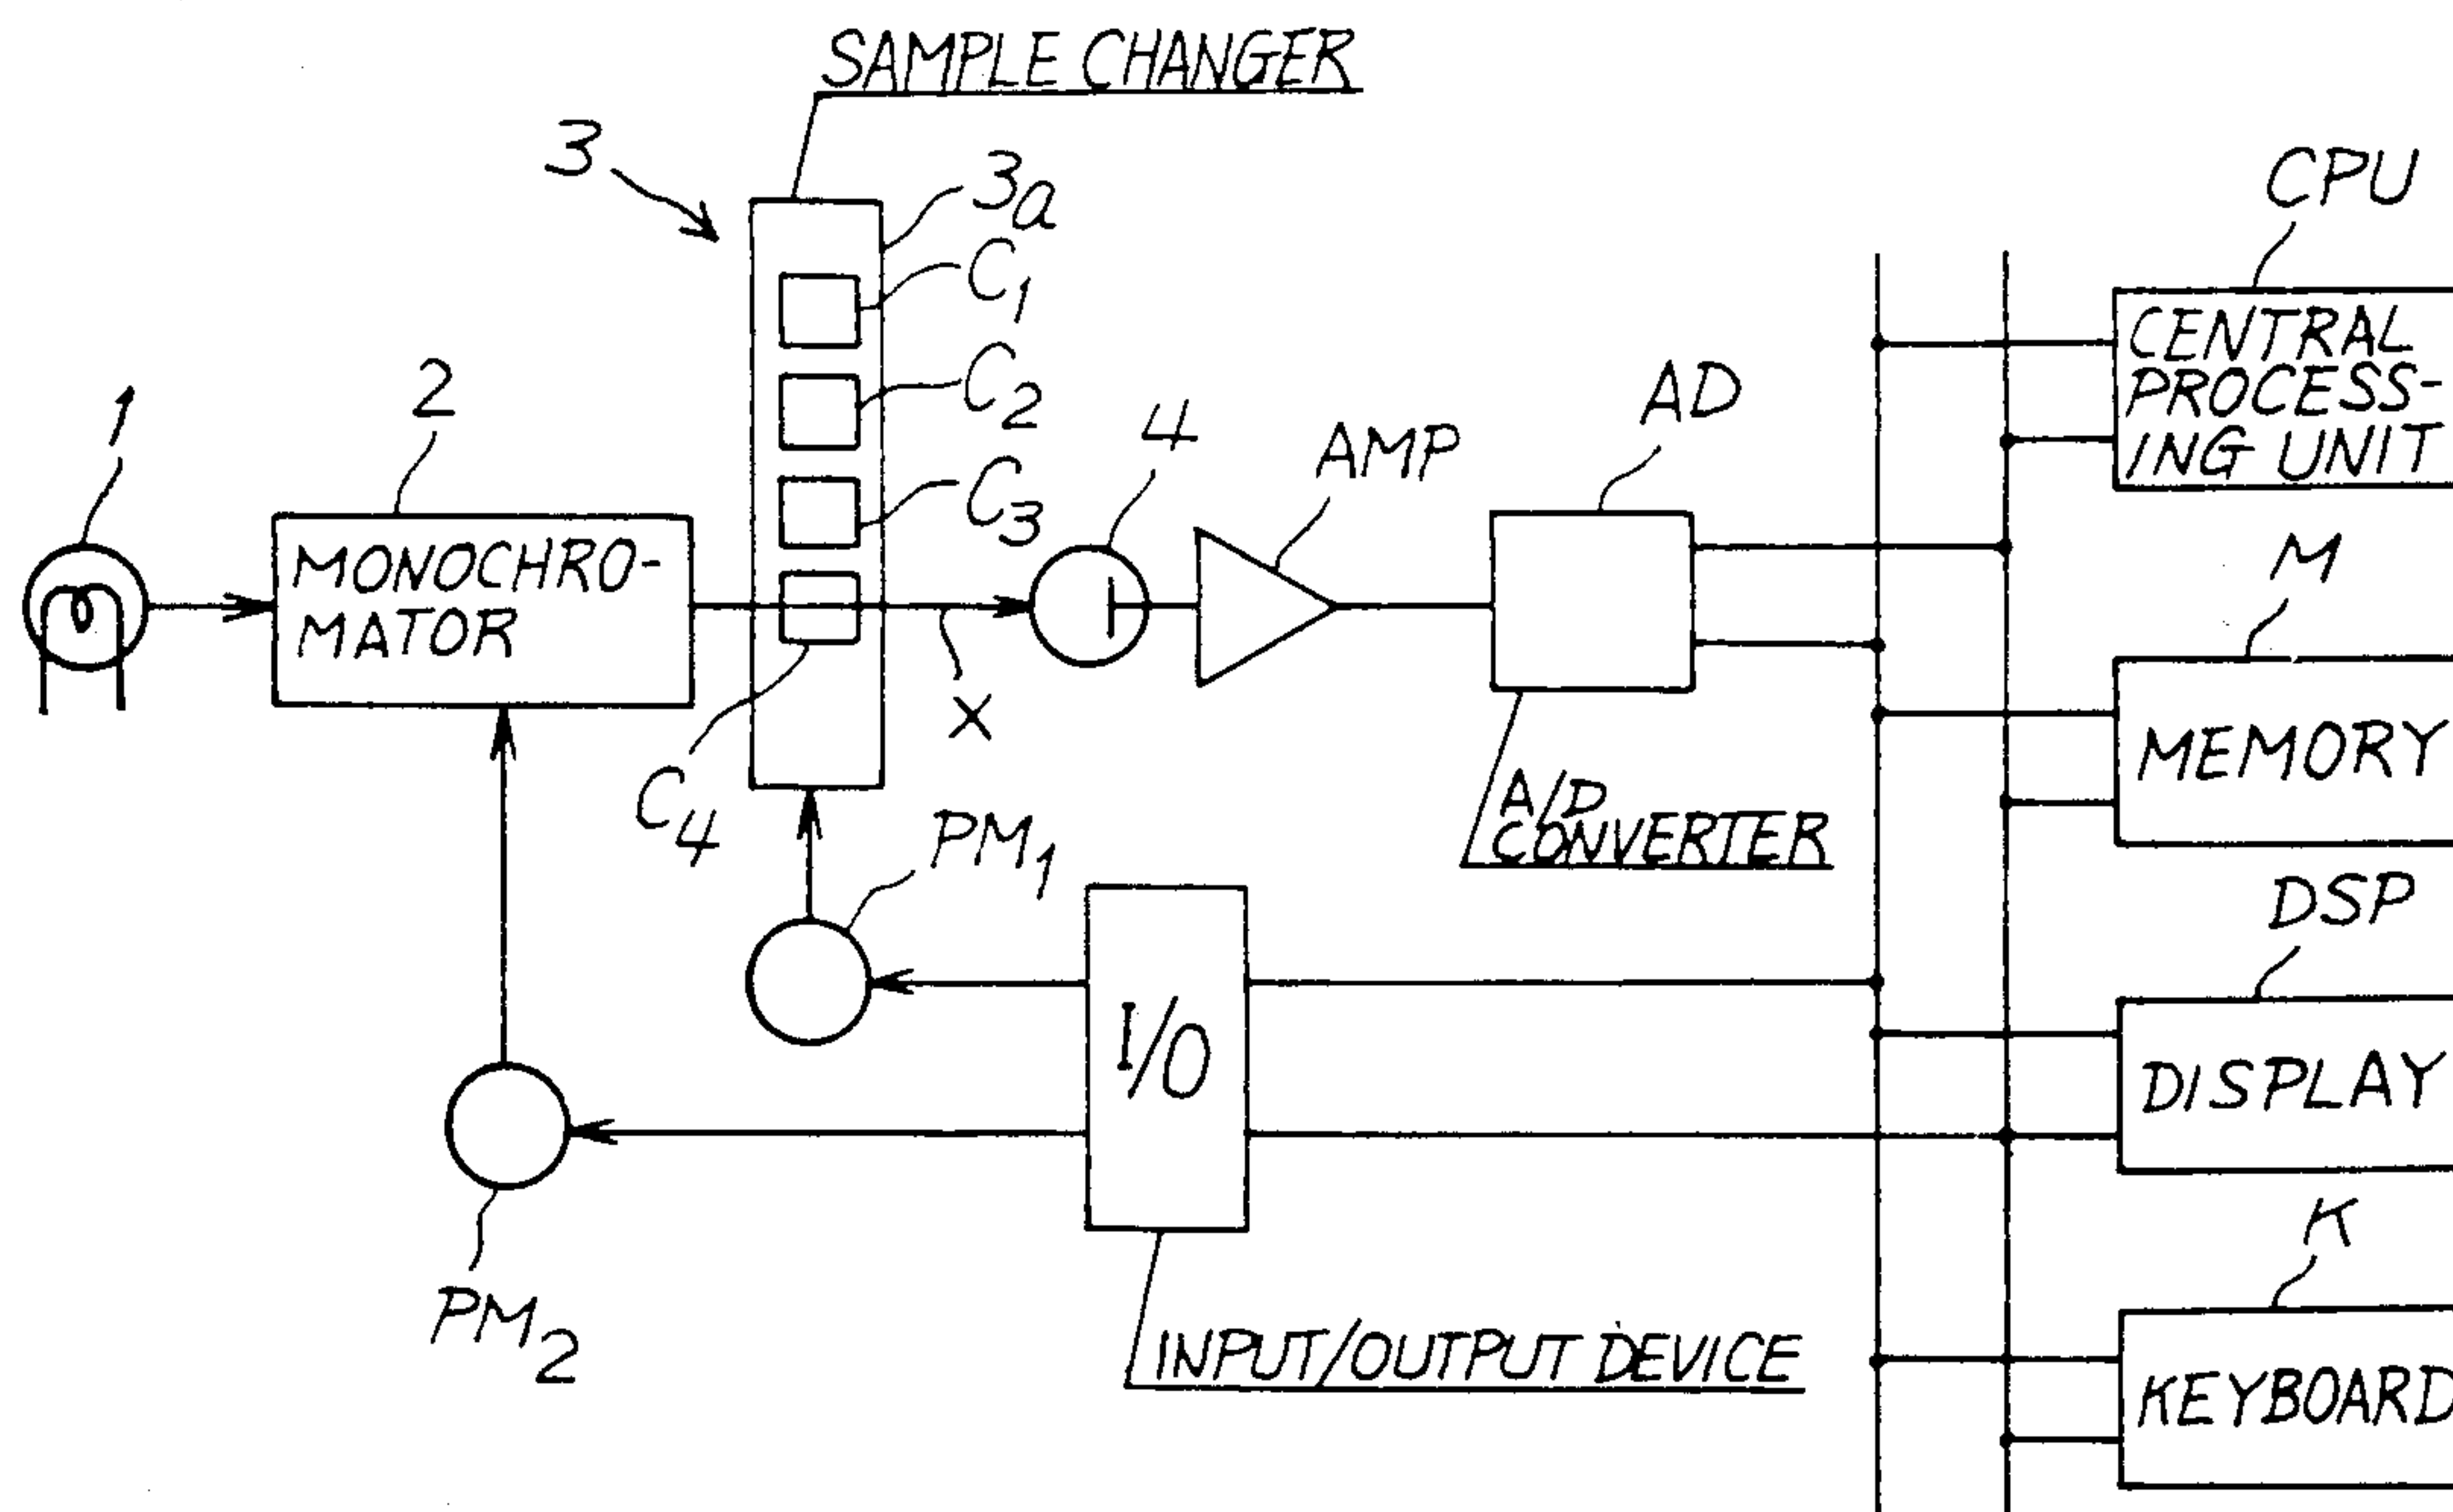 SAMPLE CHANGER
3
3a
C1
C2
C3
C4
1
2
MONOCHRO-
MATOR
4
X
AMP
AD
A/D
CONVERTER
CPU
CENTRAL
PROCESS-
ING UNIT
M
MEMORY
DSP
DISPLAY
K
KEYBOARD
PM1
PM2
I/O
INPUT/OUTPUT DEVICE